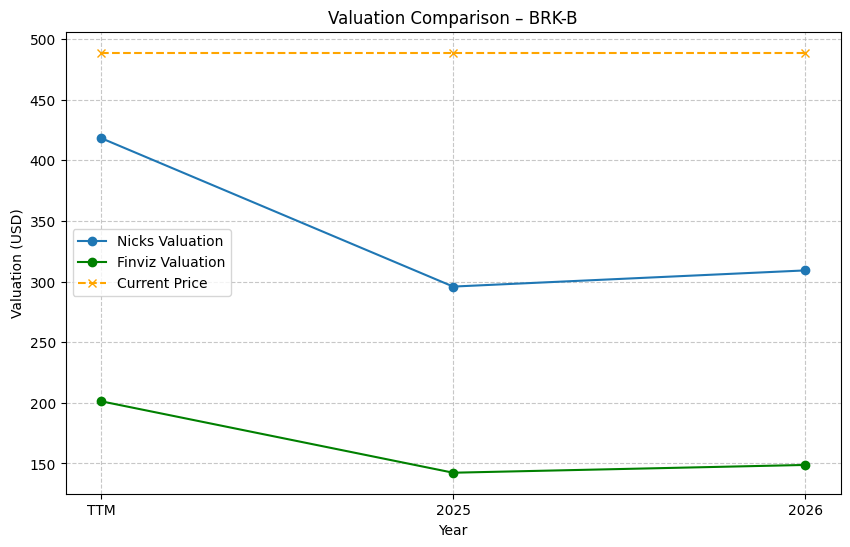 Valuation Comparison – BRK-B
Valuation (USD)
500
450
400
350
300
250
200
150
Nicks Valuation
Finviz Valuation
Current Price
TTM
2025
2026
Year